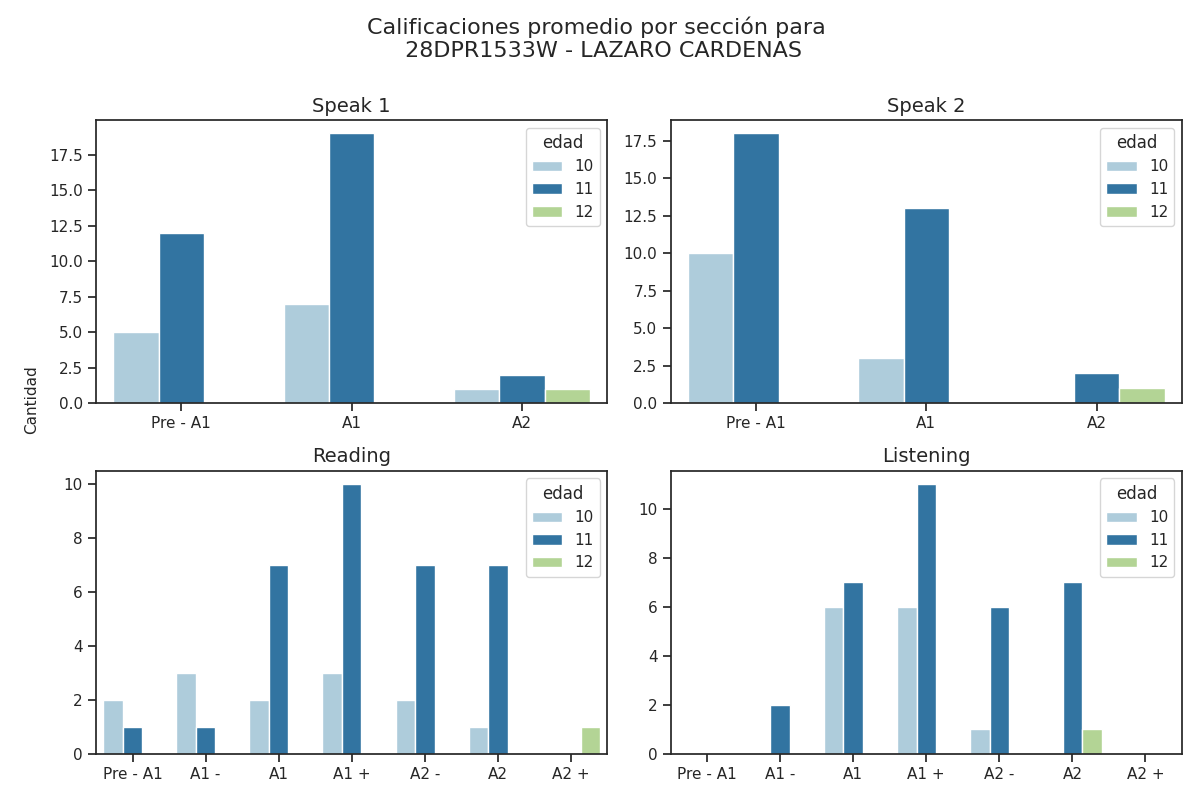 Calificaciones promedio por sección para
28DPR1533W - LAZARO CARDENAS
Speak 1
17.5
15.0
12.5
10.0
7.5
5.0
2.5
0.0
Pre - A1 A1 A2
edad
10
11
12
Speak 2
17.5
15.0
12.5
10.0
7.5
5.0
2.5
0.0
Pre - A1 A1 A2
edad
10
11
12
Cantidad
Reading
10
8
6
4
2
0
Pre - A1 A1 - A1 A1 + A2 - A2 A2 +
edad
10
11
12
Listening
10
8
6
4
2
0
Pre - A1 A1 - A1 A1 + A2 - A2 A2 +
edad
10
11
12